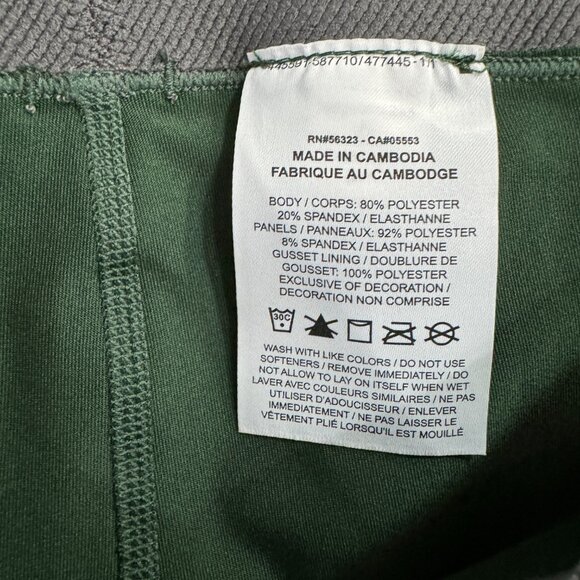 587710/477445-1/1
RN#56323 - CA#05553
MADE IN CAMBODIA
FABRIQUE AU CAMBODGE
BODY / CORPS: 80% POLYESTER
20% SPANDEX / ELASTHANNE
PANELS / PANNEAUX: 92% POLYESTER
8% SPANDEX / ELASTHANNE
GUSSET LINING / DOUBLURE DE
GOUSSET: 100% POLYESTER
EXCLUSIVE OF DECORATION /
DECORATION NON COMPRISE
30C
WASH WITH LIKE COLORS / DO NOT USE
SOFTENERS / REMOVE IMMEDIATELY / DO
NOT ALLOW TO LAY ON ITSELF WHEN WET
LAVER AVEC COULEURS SIMILAIRES / NE PAS
UTILISER D'ADOUCISSEUR / ENLEVER
IMMEDIATEMENT / NE PAS LAISSER LE
VÊTEMENT PLIÉ LORSQU'IL EST MOUILLÉ